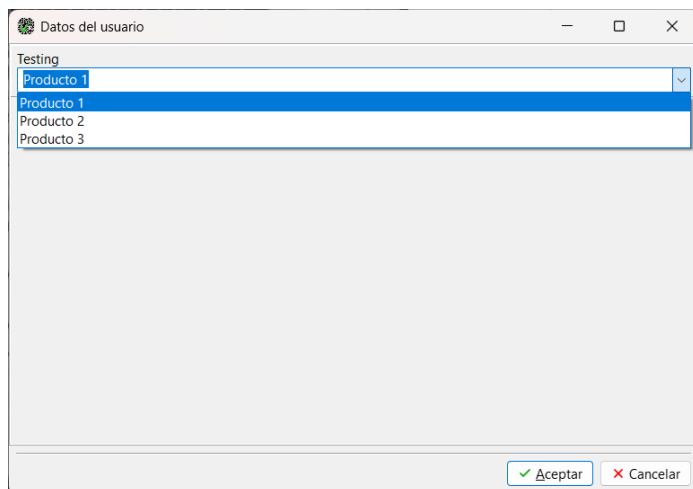 Datos del usuario
Testing
Producto 1
Producto 1
Producto 2
Producto 3
Aceptar
Cancelar